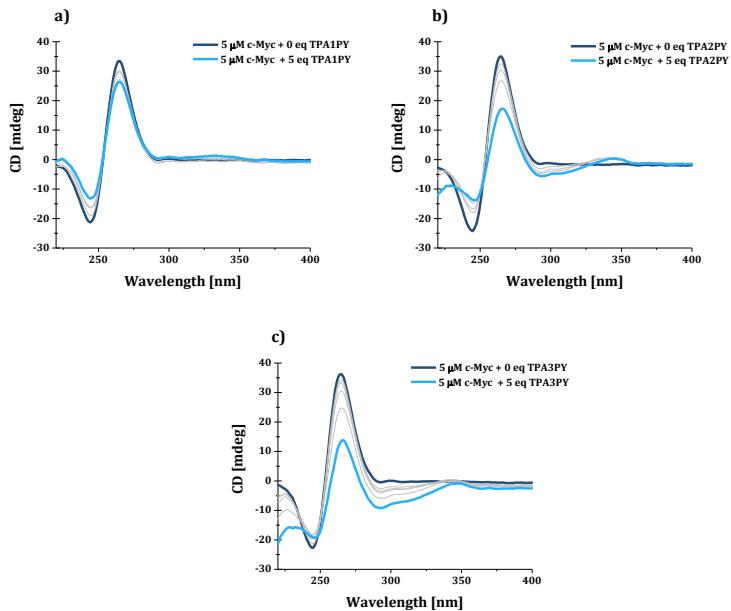 a)
5 μM c-Myc + 0 eq TPA1PY
5 μM c-Myc + 5 eq TPA1PY
CD [mdeg]
40
30
20
10
0
-10
-20
-30
250
300
350
400
Wavelength [nm]
b)
5 μM c-Myc + 0 eq TPA2PY
5 μM c-Myc + 5 eq TPA2PY
CD [mdeg]
40
30
20
10
0
-10
-20
-30
250
300
350
400
Wavelength [nm]
c)
5 μM c-Myc + 0 eq TPA3PY
5 μM c-Myc + 5 eq TPA3PY
CD [mdeg]
40
30
20
10
0
-10
-20
-30
250
300
350
400
Wavelength [nm]